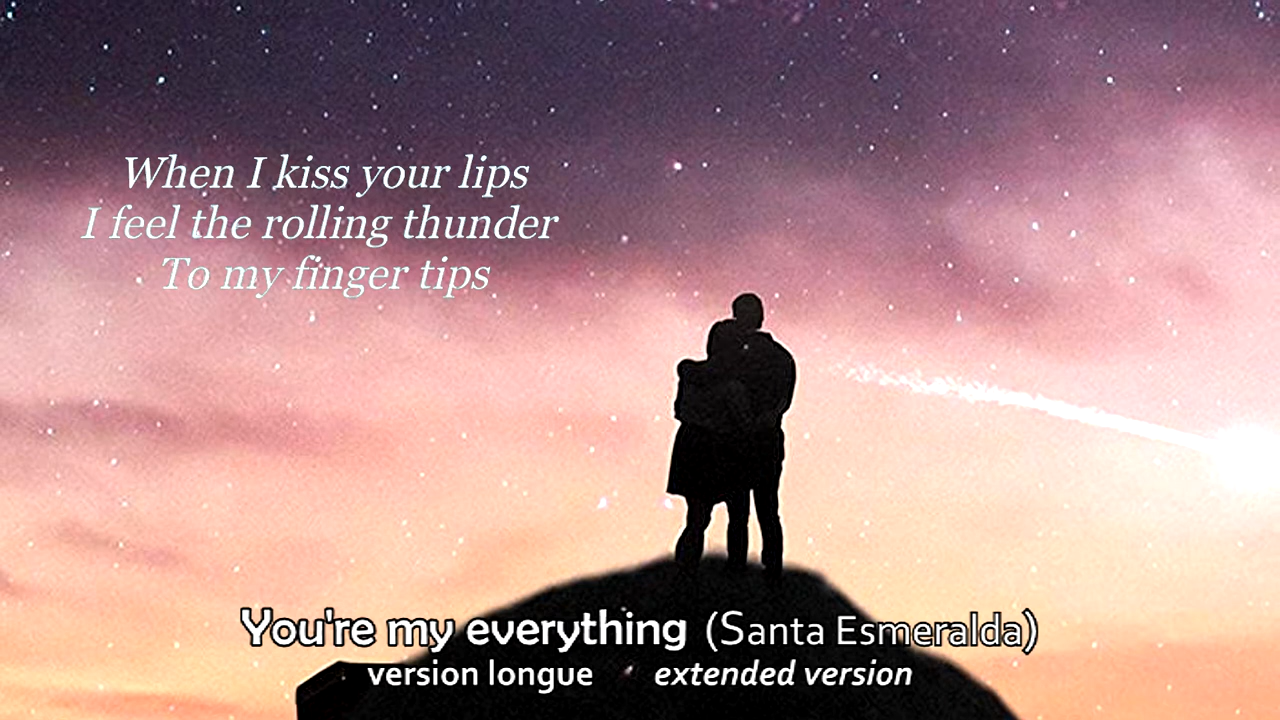 When I kiss your lips
I feel the rolling thunder
To my finger tips
You're my everything (Santa Esmeralda)
version longue extended version